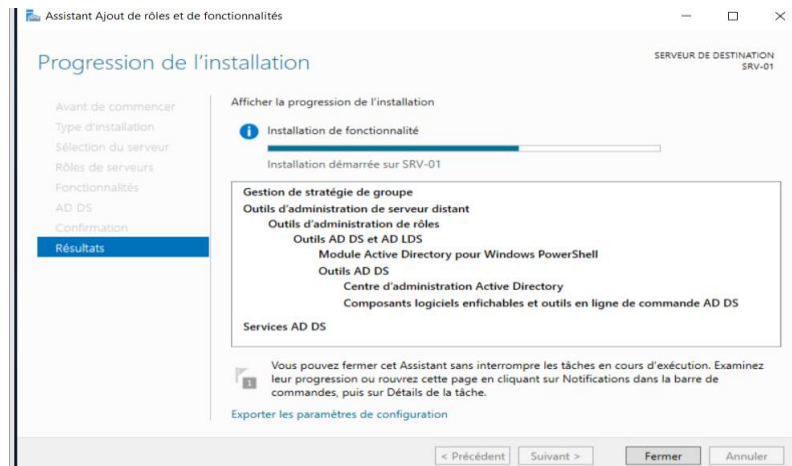 Assistant Ajout de rôles et de fonctionnalités
Progression de l'installation
SERVEUR DE DESTINATION
SRV-01
Avant de commencer
Type d'installation
Sélection du serveur
Rôles de serveurs
Fonctionnalités
AD DS
Confirmation
Résultats
Afficher la progression de l'installation
Installation de fonctionnalité
Installation démarrée sur SRV-01
Gestion de stratégie de groupe
Outils d'administration de serveur distant
Outils d'administration de rôles
Outils AD DS et AD LDS
Module Active Directory pour Windows PowerShell
Outils AD DS
Centre d'administration Active Directory
Composants logiciels enfichables et outils en ligne de commande AD DS
Services AD DS
1
Vous pouvez fermer cet Assistant sans interrompre les tâches en cours d'exécution. Examinez
leur progression ou rouvrez cette page en cliquant sur Notifications dans la barre de
commandes, puis sur Détails de la tâche.
Exporter les paramètres de configuration
< Précédent
Suivant >
Fermer
Annuler